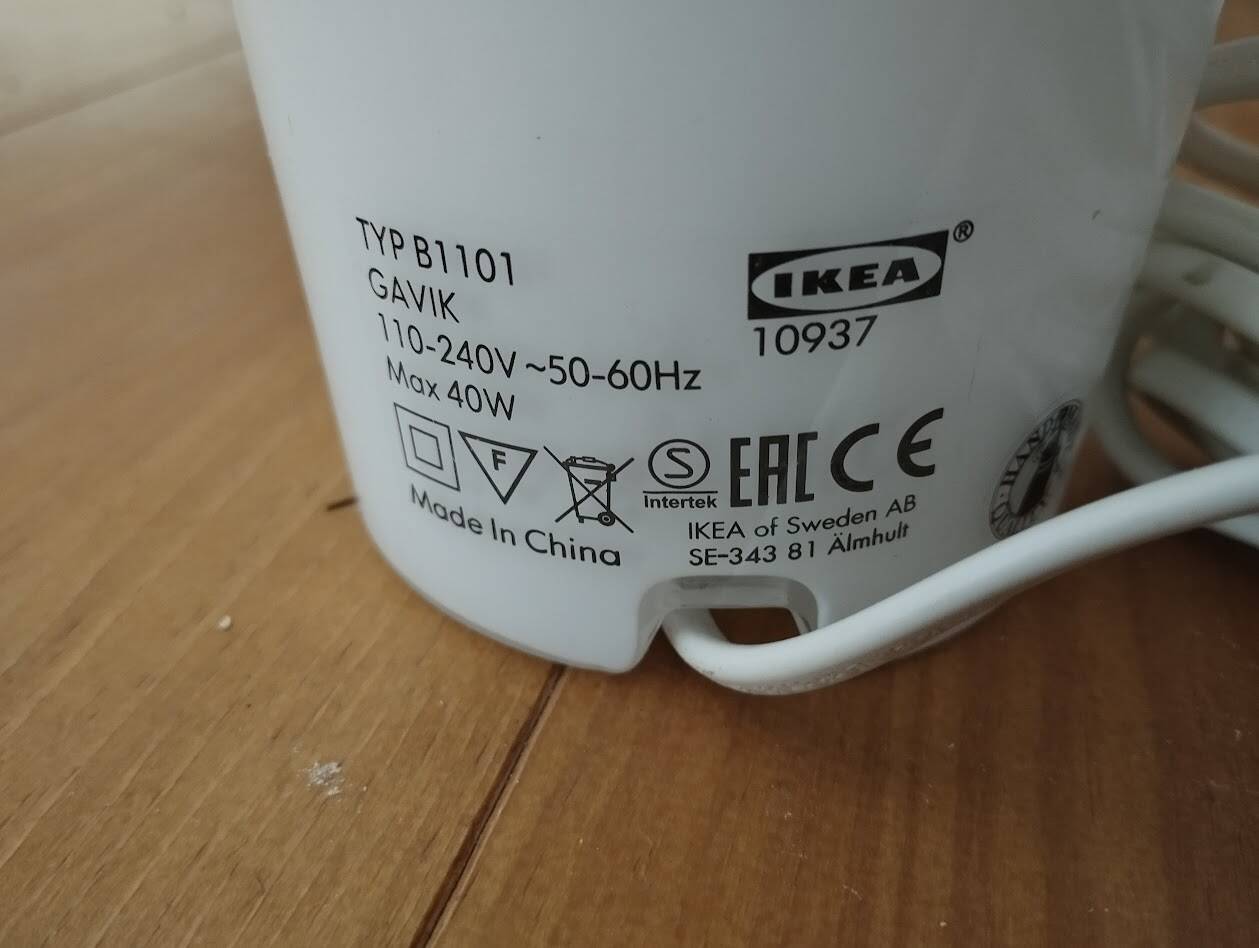 TYP B1101
GAVIK
110-240V ~50-60Hz
Max 40W
F
Made In China
IKEA®
10937
S
Intertek
EAC CE
IKEA of Sweden AB
SE-343 81 Älmhult